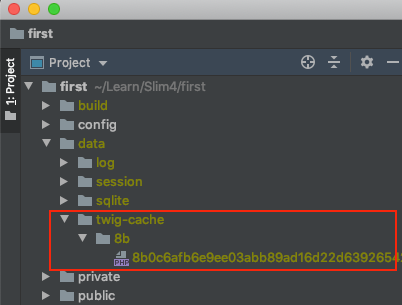 first
Project
1: Project
first ~/Learn/Slim4/first
build
config
data
log
session
sqlite
twig-cache
8b
PHP 8b0c6afb6e9ee03abb89ad16d22d6392654
private
public